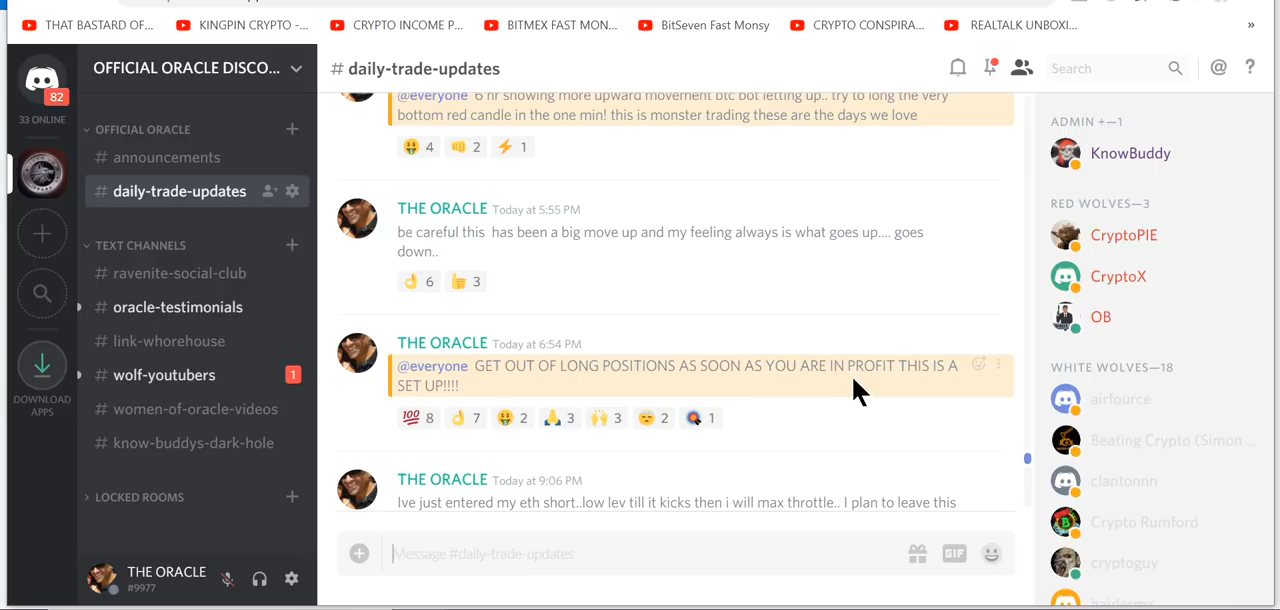 THAT BASTARD OF...
KINGPIN CRYPTO -...
CRYPTO INCOME P...
BITMEX FAST MON...
BitSeven Fast Monsy
CRYPTO CONSPIRA...
REALTALK UNBOXI...
»
82
33 ONLINE
DOWNLOAD
APPS
OFFICIAL ORACLE DISCO...
OFFICIAL ORACLE
# announcements
# daily-trade-updates
TEXT CHANNELS
# ravenite-social-club
# oracle-testimonials
# link-whorehouse
# wolf-youtubers 1
# women-of-oracle-videos
# know-buddys-dark-hole
LOCKED ROOMS
THE ORACLE
#9977
# daily-trade-updates
Search
@everyone 6 hr showing more upward movement btc bot letting up.. try to long the very
bottom red candle in the one min! this is monster trading these are the days we love
4 2 1
THE ORACLE Today at 5:55 PM
be careful this has been a big move up and my feeling always is what goes up.... goes
down..
6 3
THE ORACLE Today at 6:54 PM
@everyone GET OUT OF LONG POSITIONS AS SOON AS YOU ARE IN PROFIT THIS IS A
SET UP!!!!
8 7 2 3 3 2 1
THE ORACLE Today at 9:06 PM
Ive just entered my eth short..low lev till it kicks then i will max throttle.. I plan to leave this
Message #daily-trade-updates
GIF
ADMIN +—1
KnowBuddy
RED WOLVES—3
CryptoPIE
CryptoX
OB
WHITE WOLVES—18
airfource
Beating Crypto (Simon ...
clantonnn
Crypto Rumford
cryptoguy